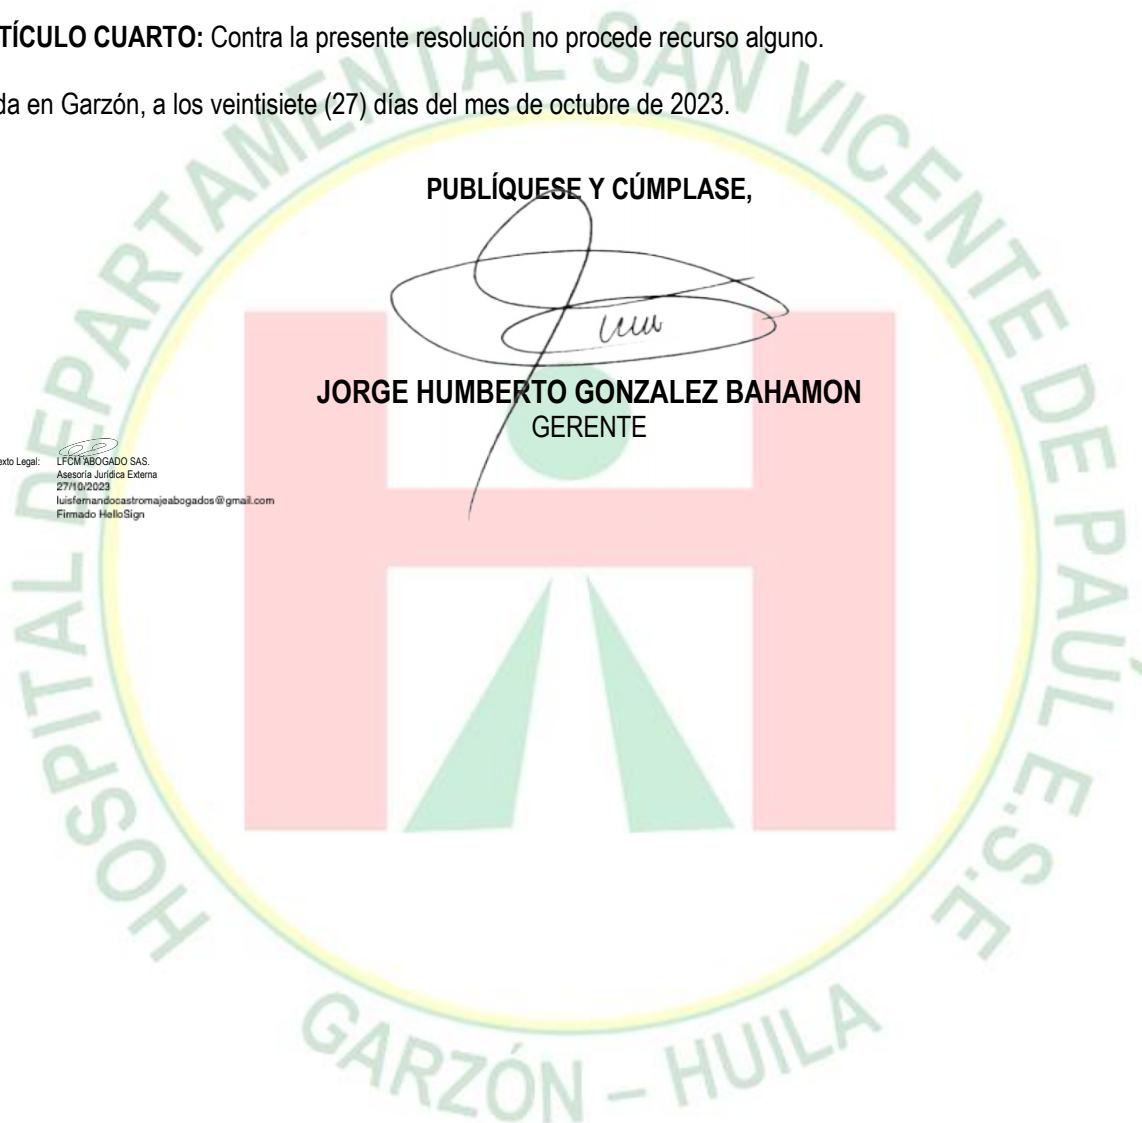 TÍCULO CUARTO: Contra la presente resolución no procede recurso alguno.
da en Garzón, a los veintisiete (27) días del mes de octubre de 2023.
PUBLÍQUESE Y CÚMPLASE,
JORGE HUMBERTO GONZALEZ BAHAMON
GERENTE
exto Legal: LFCM ABOGADO SAS.
Asesoría Jurídica Externa
27/10/2023
luisfernandocastromajeabogados@gmail.com
Firmado HelloSign
HOSPITAL DEPARTAMENTAL SAN VICENTE DE PAÚL E.S.E
GARZÓN – HUILA